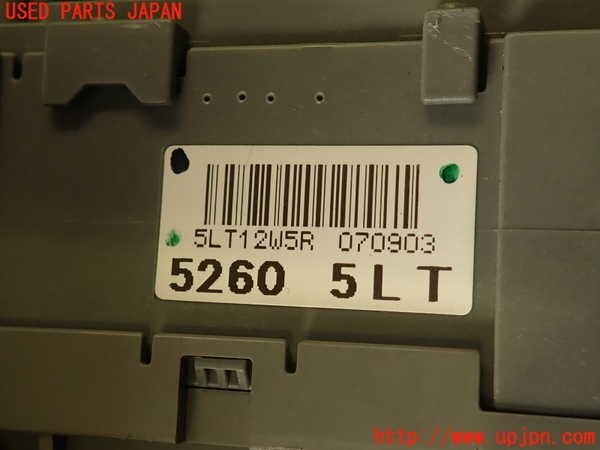 USED PARTS JAPAN
5LT12W5R 070903
5260 5LT
http://www.upjpn.com/